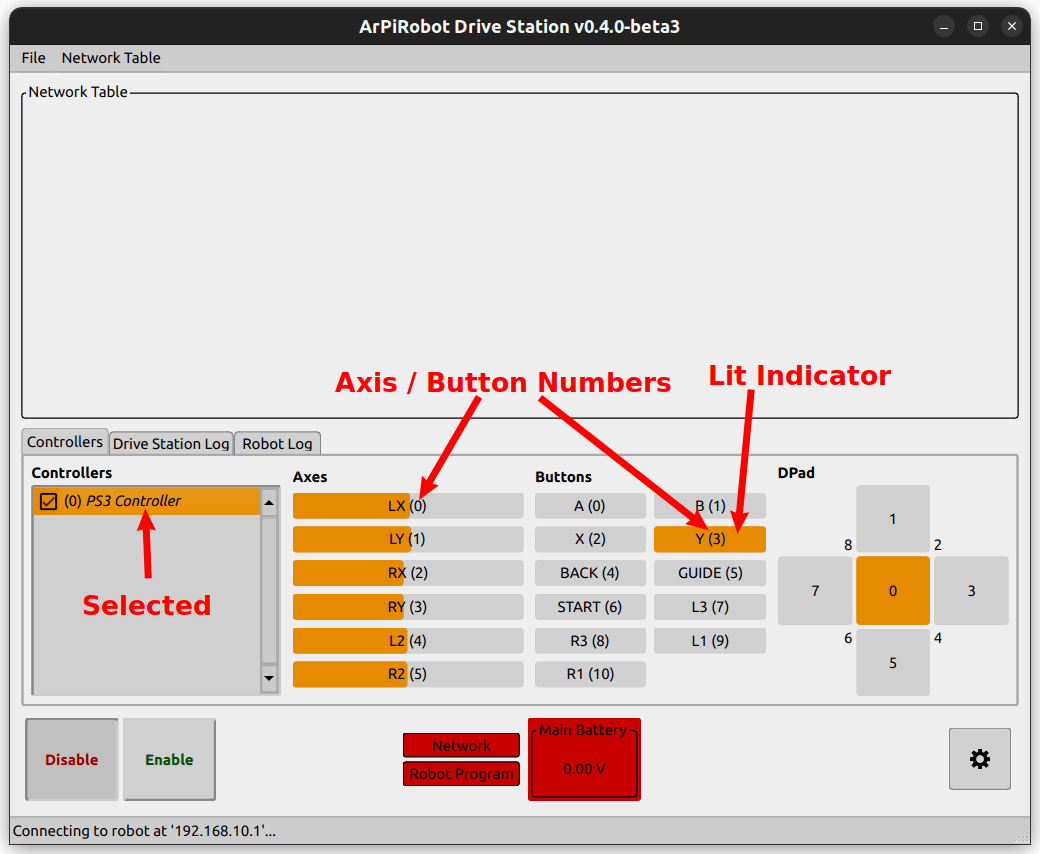 ArPiRobot Drive Station v0.4.0-beta3
File Network Table
Network Table
Axis / Button Numbers
Lit Indicator
Controllers Drive Station Log Robot Log
Controllers
(0) PS3 Controller
Selected
Axes
LX (0)
LY (1)
RX (2)
RY (3)
L2 (4)
R2 (5)
Buttons
A (0) B (1)
X (2) Y (3)
BACK (4) GUIDE (5)
START (6) L3 (7)
R3 (8) L1 (9)
R1 (10)
DPad
1
8 2
7 0 3
6 4
5
Disable Enable
Network
Robot Program
Main Battery
0.00 V
Connecting to robot at '192.168.10.1'...